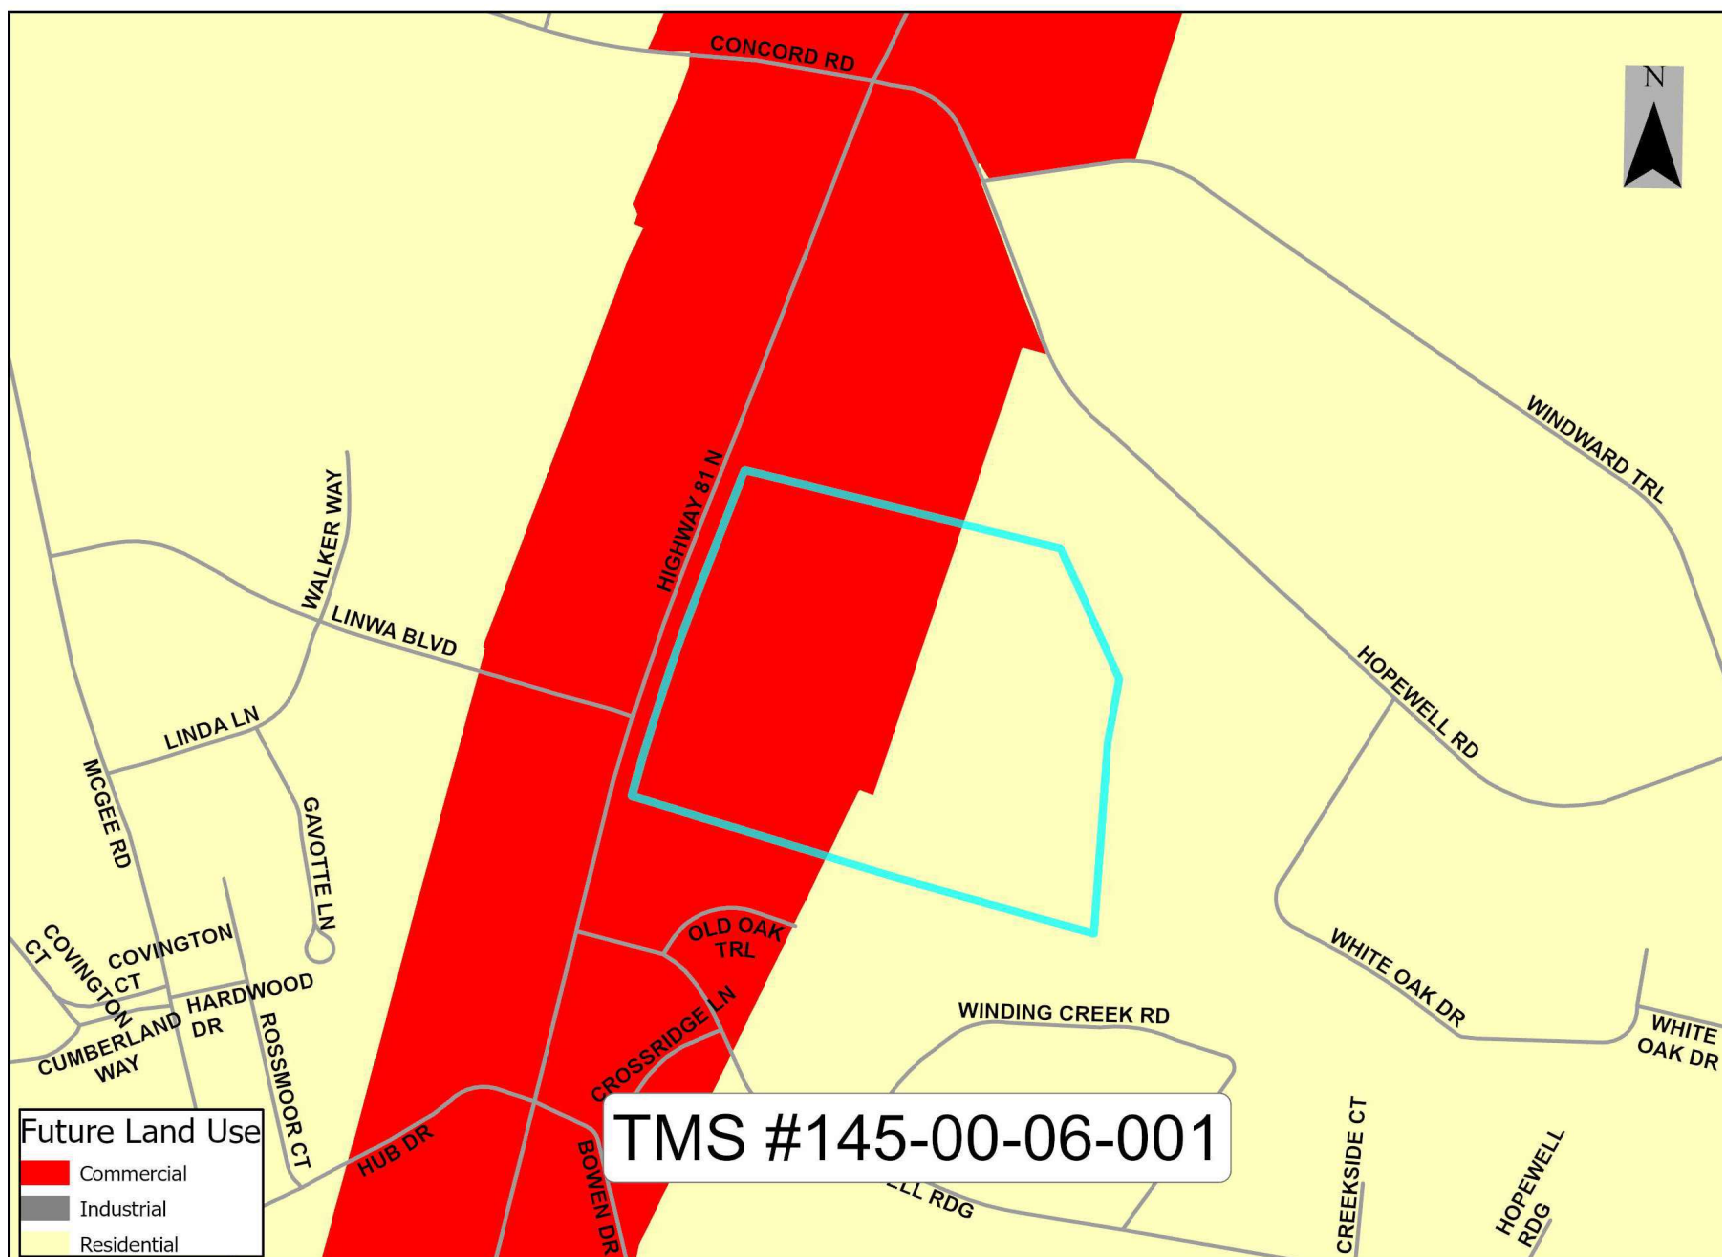 CONCORD RD
N
WINDWARD TRL
HIGHWAY 81 N
WALKER WAY
LINWA BLVD
HOPEWELL RD
LINDA LN
MCGEE RD
GAVOTTE LN
COVINGTON
CT
COVINGTON
CT
OLD OAK
TRL
HARDWOOD
DR
CUMBERLAND
WAY
ROSSMOOR CT
CROSSRIDGE LN
WINDING CREEK RD
WHITE OAK DR
WHITE
OAK DR
HUB DR
BOWEN DR
TMS #145-00-06-001
ELL RDG
CREEKSIDE CT
HOPEWELL
RDG
Future Land Use
Commercial
Industrial
Residential